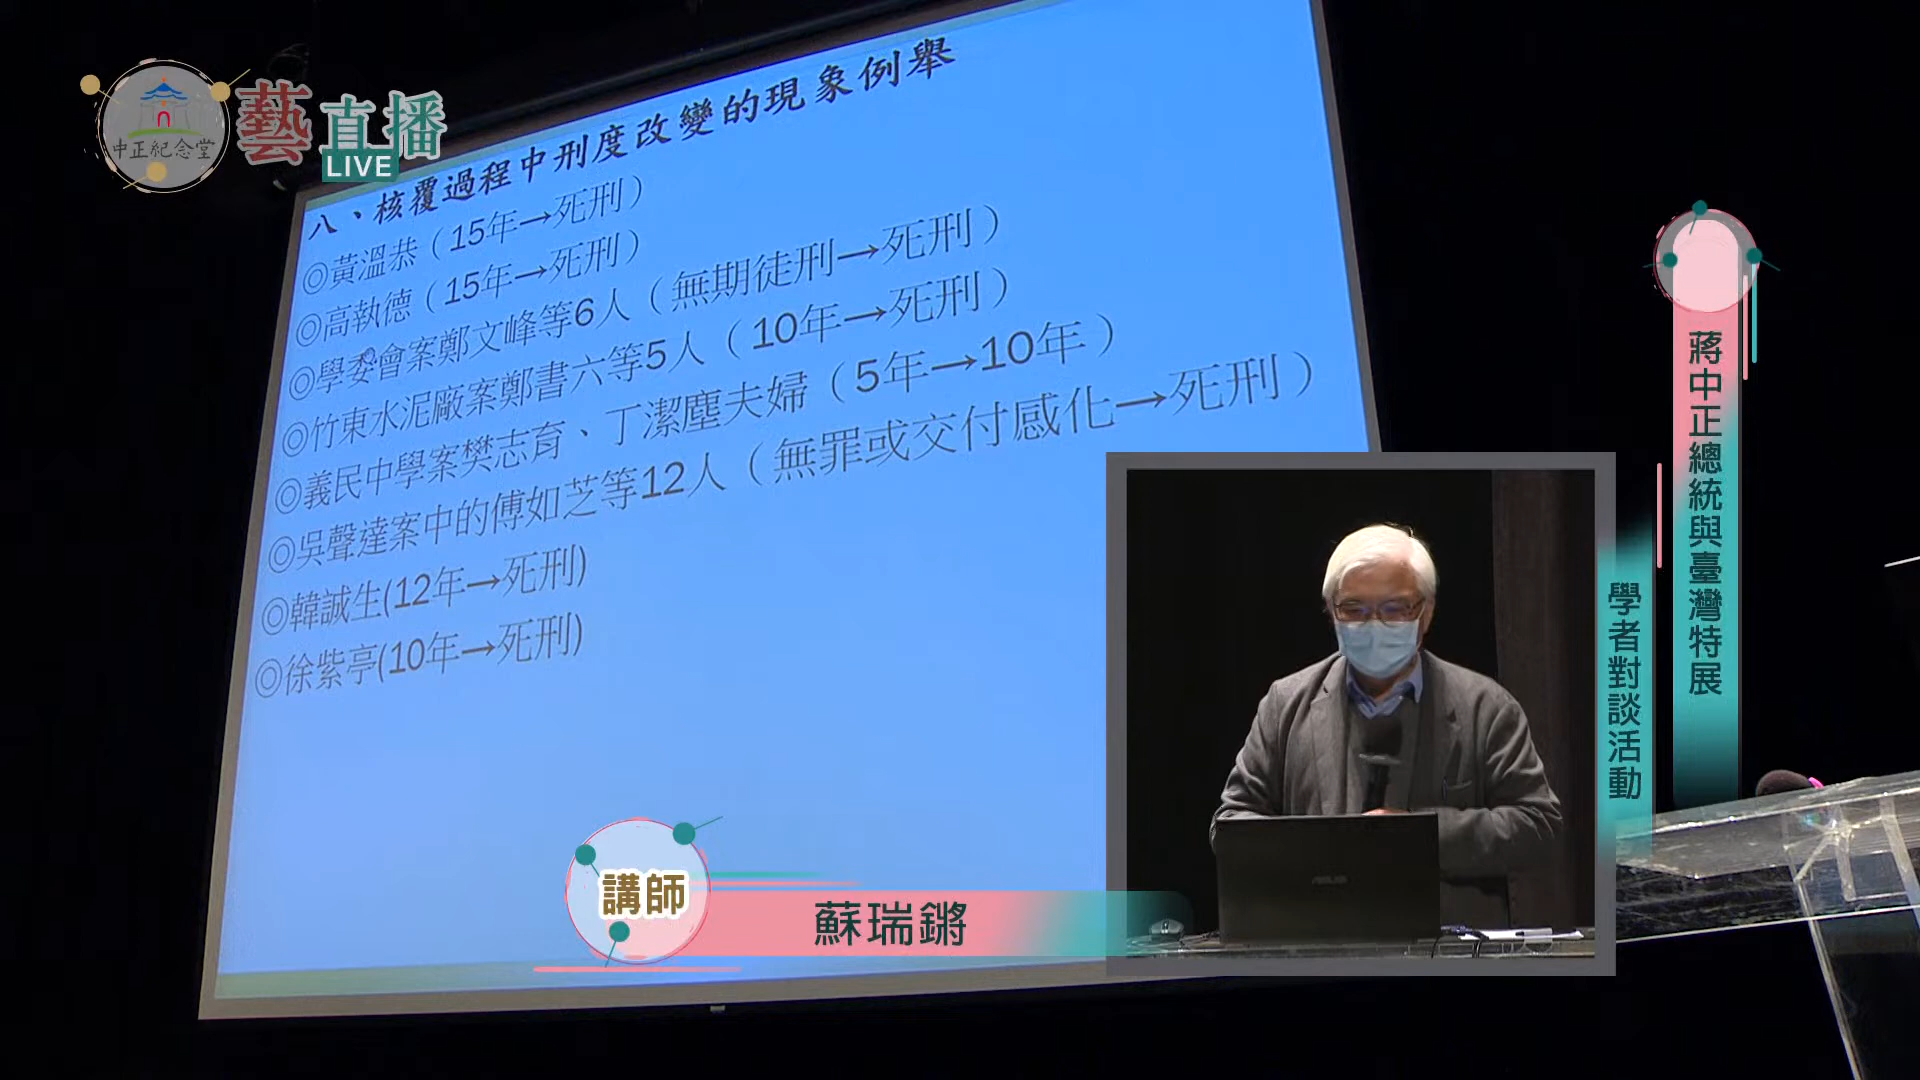 中正紀念堂
藝直播
LIVE
八、核覆過程中刑度改變的現象例舉
◎黃溫恭（15年→死刑）
◎高執德（15年→死刑）
◎學委會案鄭文峰等6人（無期徒刑→死刑）
◎竹東水泥廠案鄭書六等5人（10年→死刑）
◎義民中學案樊志育、丁潔塵夫婦（5年→10年）
◎吳聲達案中的傅如芝等12人（無罪或交付感化→死刑）
◎韓誠生(12年→死刑)
◎徐紫亭(10年→死刑)
蔣中正總統與臺灣特展
學者對談活動
講師
蘇瑞鏘
ASUS